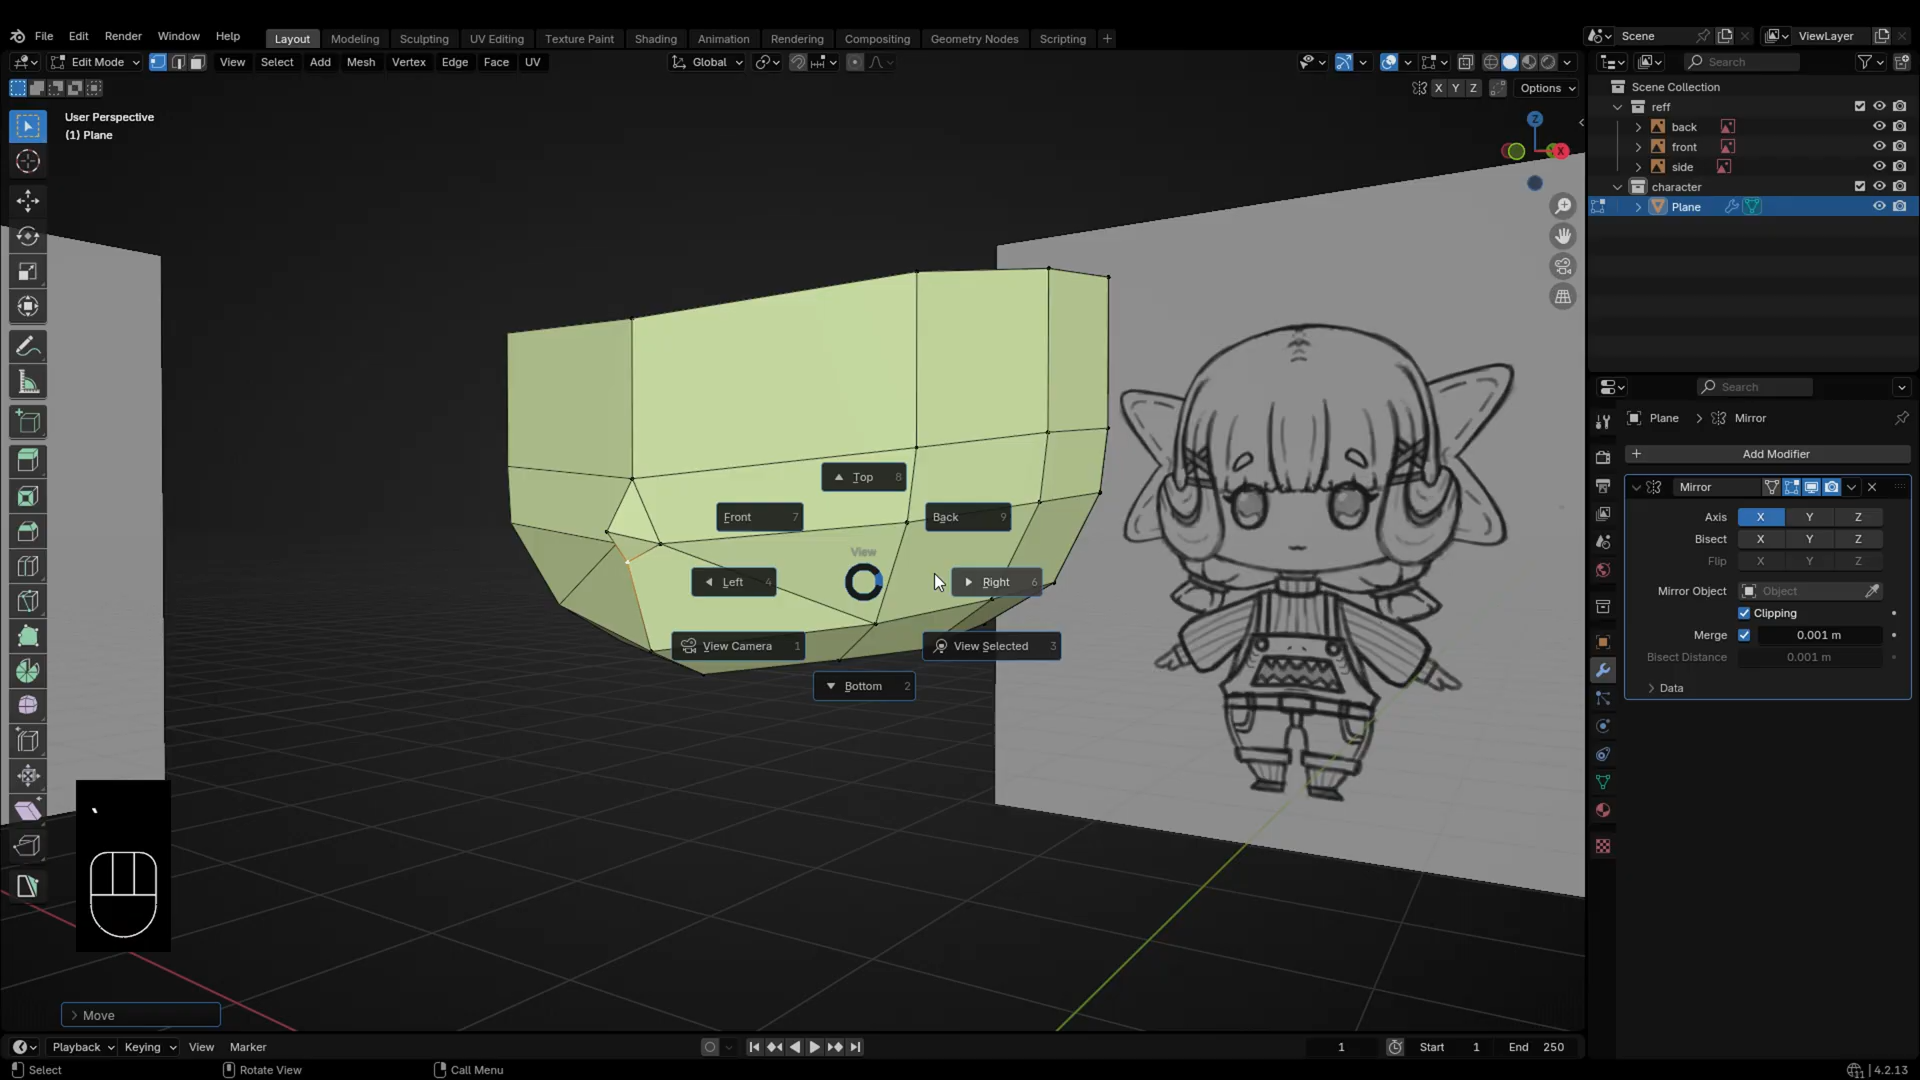 File Edit Render Window Help Layout Modeling Sculpting UV Editing Texture Paint Shading Animation Rendering Compositing Geometry Nodes Scripting + Scene ViewLayer
Edit Mode View Select Add Mesh Vertex Edge Face UV Global Search
X Y Z Options
User Perspective
(1) Plane
Z
X
Scene Collection
reff
back
front
side
character
Plane
Search
Plane > Mirror
+ Add Modifier
Mirror
Axis X Y Z
Bisect X Y Z
Flip X Y Z
Mirror Object Object
Clipping
Merge 0.001 m
Bisect Distance 0.001 m
Data
Top 8
Front 7
Back 9
View
Left 4
Right 6
View Camera 1
View Selected 3
Bottom 2
Move
Playback Keying View Marker 1 Start 1 End 250
Select Rotate View Call Menu 4.2.13